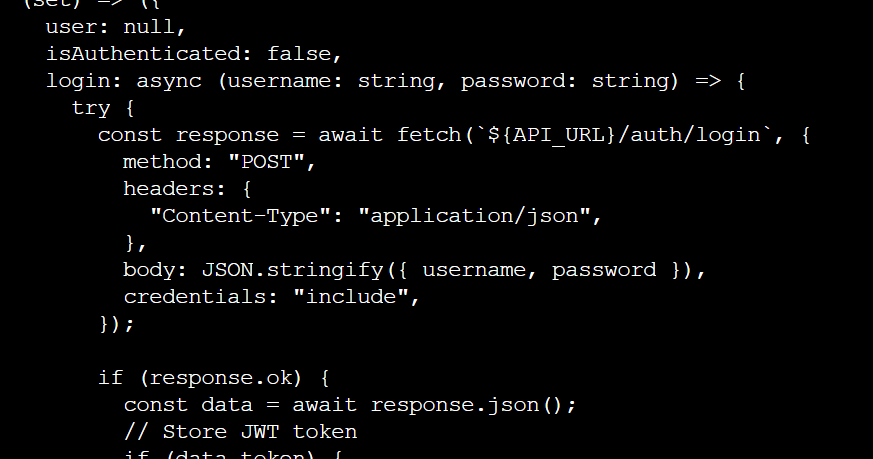 (set) => ({
user: null,
isAuthenticated: false,
login: async (username: string, password: string) => {
try {
const response = await fetch(`${API_URL}/auth/login`, {
method: "POST",
headers: {
"Content-Type": "application/json",
},
body: JSON.stringify({ username, password }),
credentials: "include",
});
if (response.ok) {
const data = await response.json();
// Store JWT token
if (data.token) {